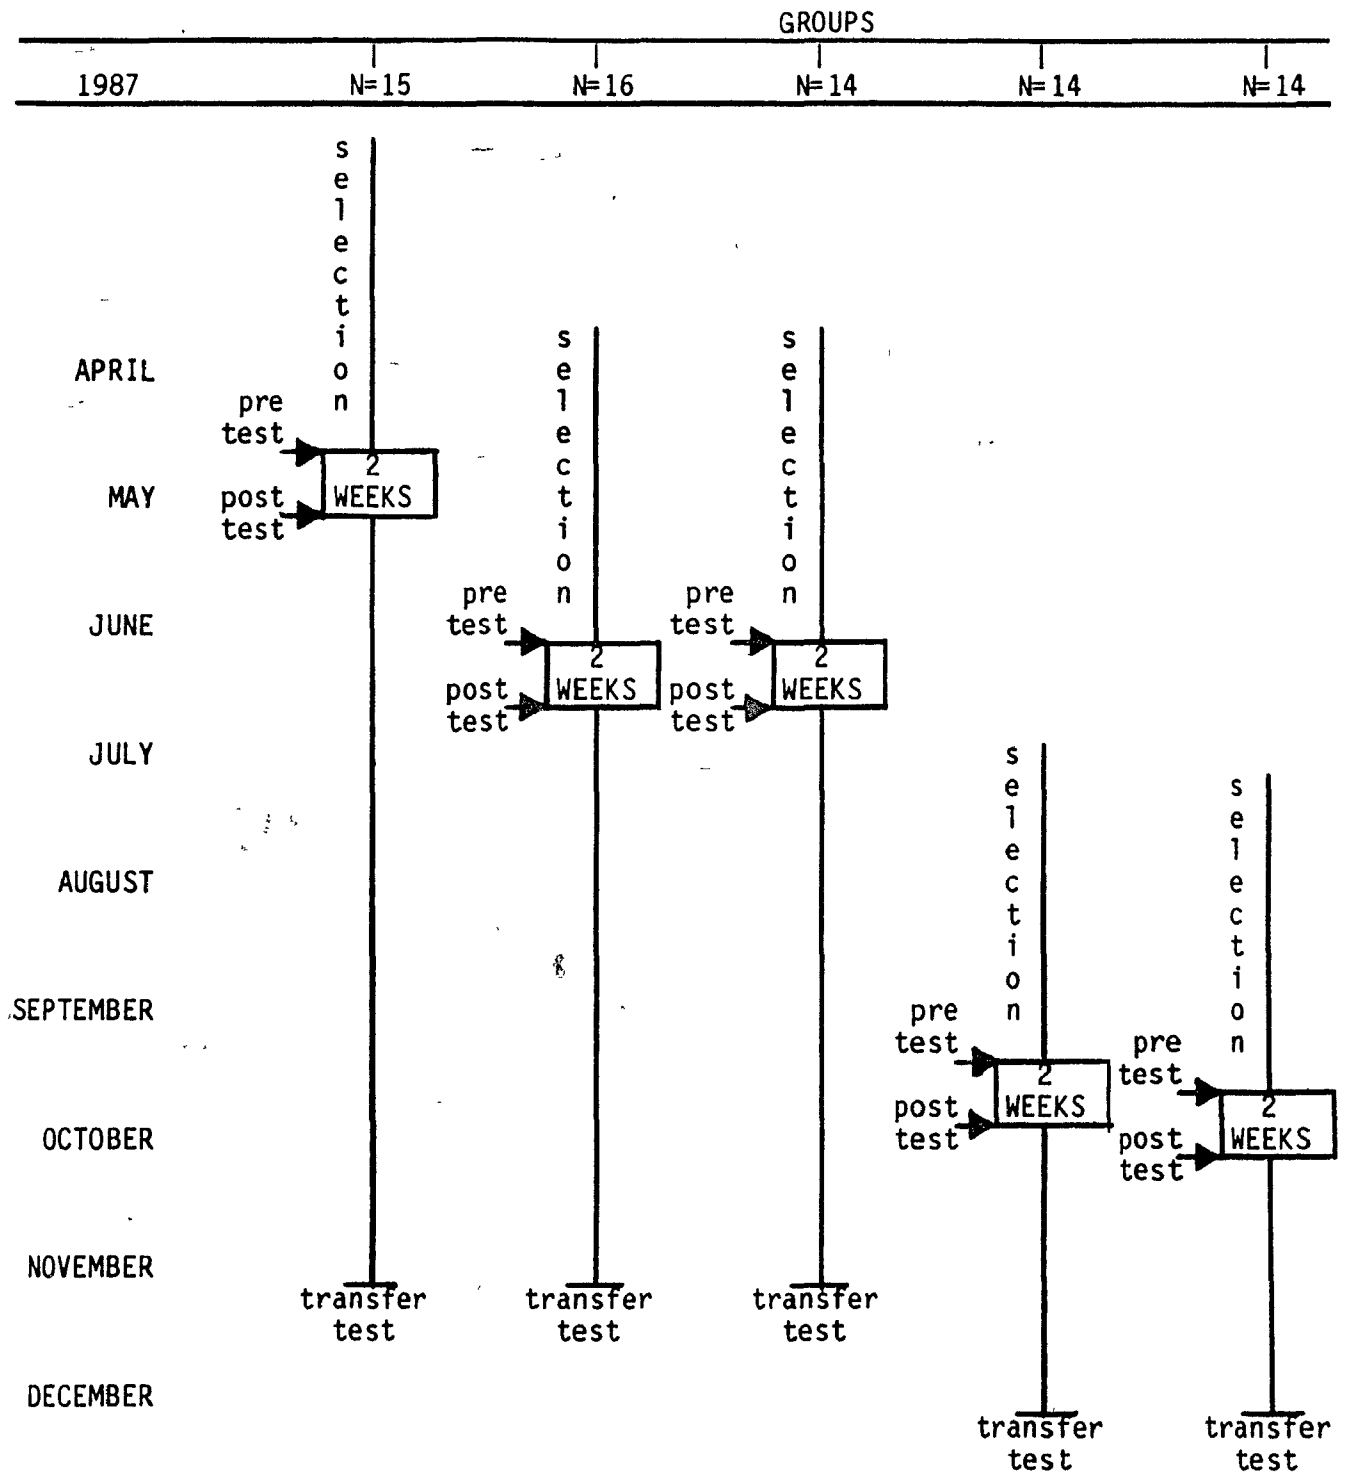 GROUPS
1987 N=15 N=16 N=14 N=14 N=14
selection
APRIL
pre
test
2
WEEKS
MAY
post
test
selection
selection
JUNE
pre
test
2
WEEKS
post
test
pre
test
2
WEEKS
post
test
JULY
selection
selection
AUGUST
SEPTEMBER
pre
test
2
WEEKS
post
test
pre
test
2
WEEKS
post
test
OCTOBER
NOVEMBER
transfer
test
transfer
test
transfer
test
DECEMBER
transfer
test
transfer
test